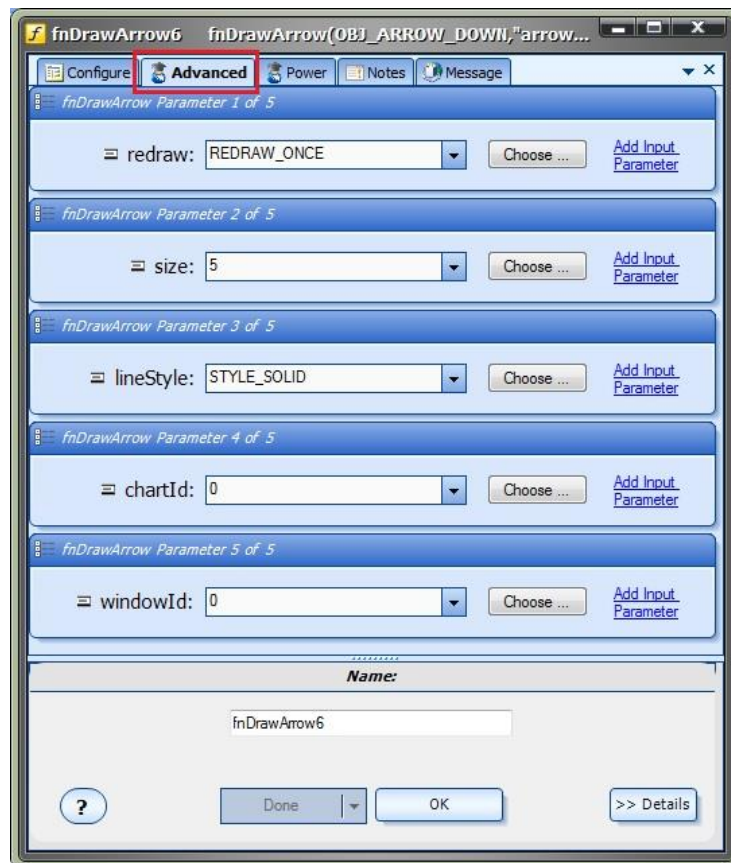 fnDrawArrow6 fnDrawArrow(OBJ_ARROW_DOWN,"arrow...
Configure Advanced Power Notes Message
fnDrawArrow Parameter 1 of 5
redraw: REDRAW_ONCE Choose ... Add Input
Parameter
fnDrawArrow Parameter 2 of 5
size: 5 Choose ... Add Input
Parameter
fnDrawArrow Parameter 3 of 5
lineStyle: STYLE_SOLID Choose ... Add Input
Parameter
fnDrawArrow Parameter 4 of 5
chartId: 0 Choose ... Add Input
Parameter
fnDrawArrow Parameter 5 of 5
windowId: 0 Choose ... Add Input
Parameter
Name:
fnDrawArrow6
? Done OK >> Details